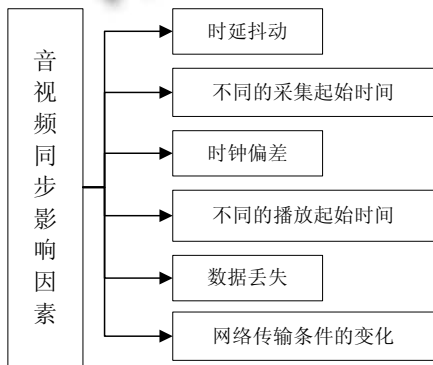 音视频同步影响因素
时延抖动
不同的采集起始时间
时钟偏差
不同的播放起始时间
数据丢失
网络传输条件的变化